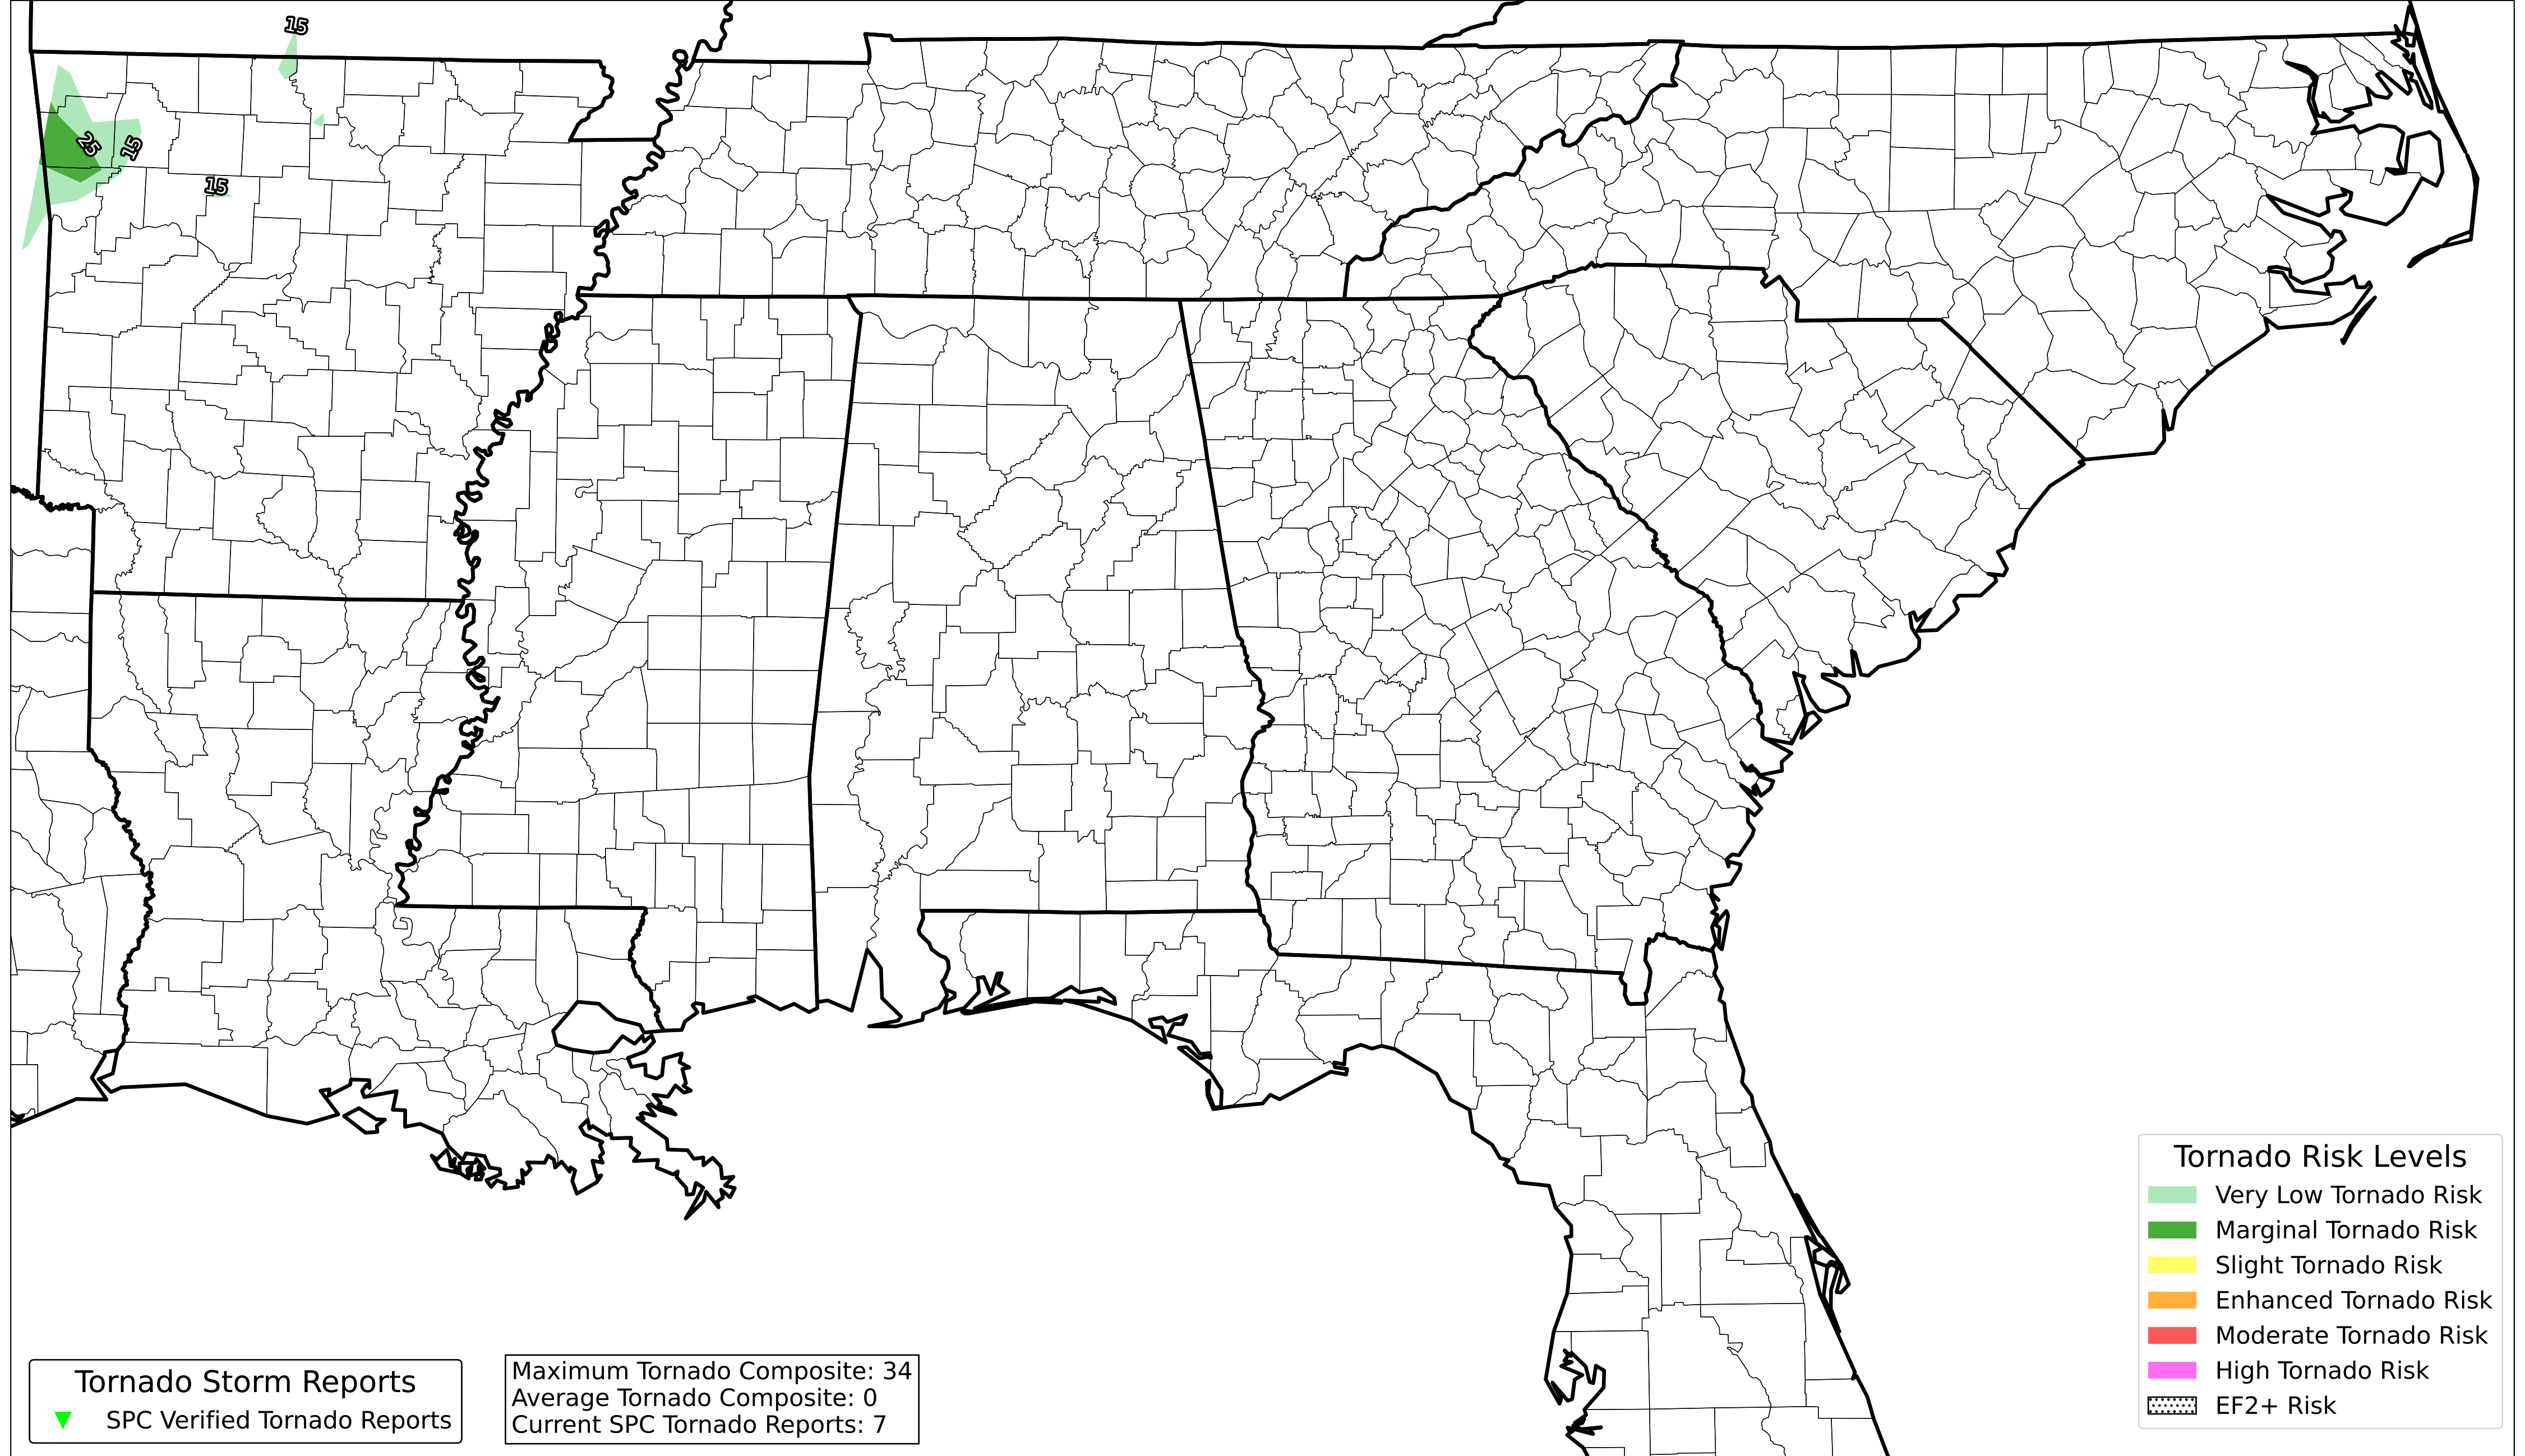 15
25
15
15
Tornado Risk Levels
Very Low Tornado Risk
Marginal Tornado Risk
Slight Tornado Risk
Enhanced Tornado Risk
Moderate Tornado Risk
High Tornado Risk
EF2+ Risk
Tornado Storm Reports
SPC Verified Tornado Reports
Maximum Tornado Composite: 34
Average Tornado Composite: 0
Current SPC Tornado Reports: 7